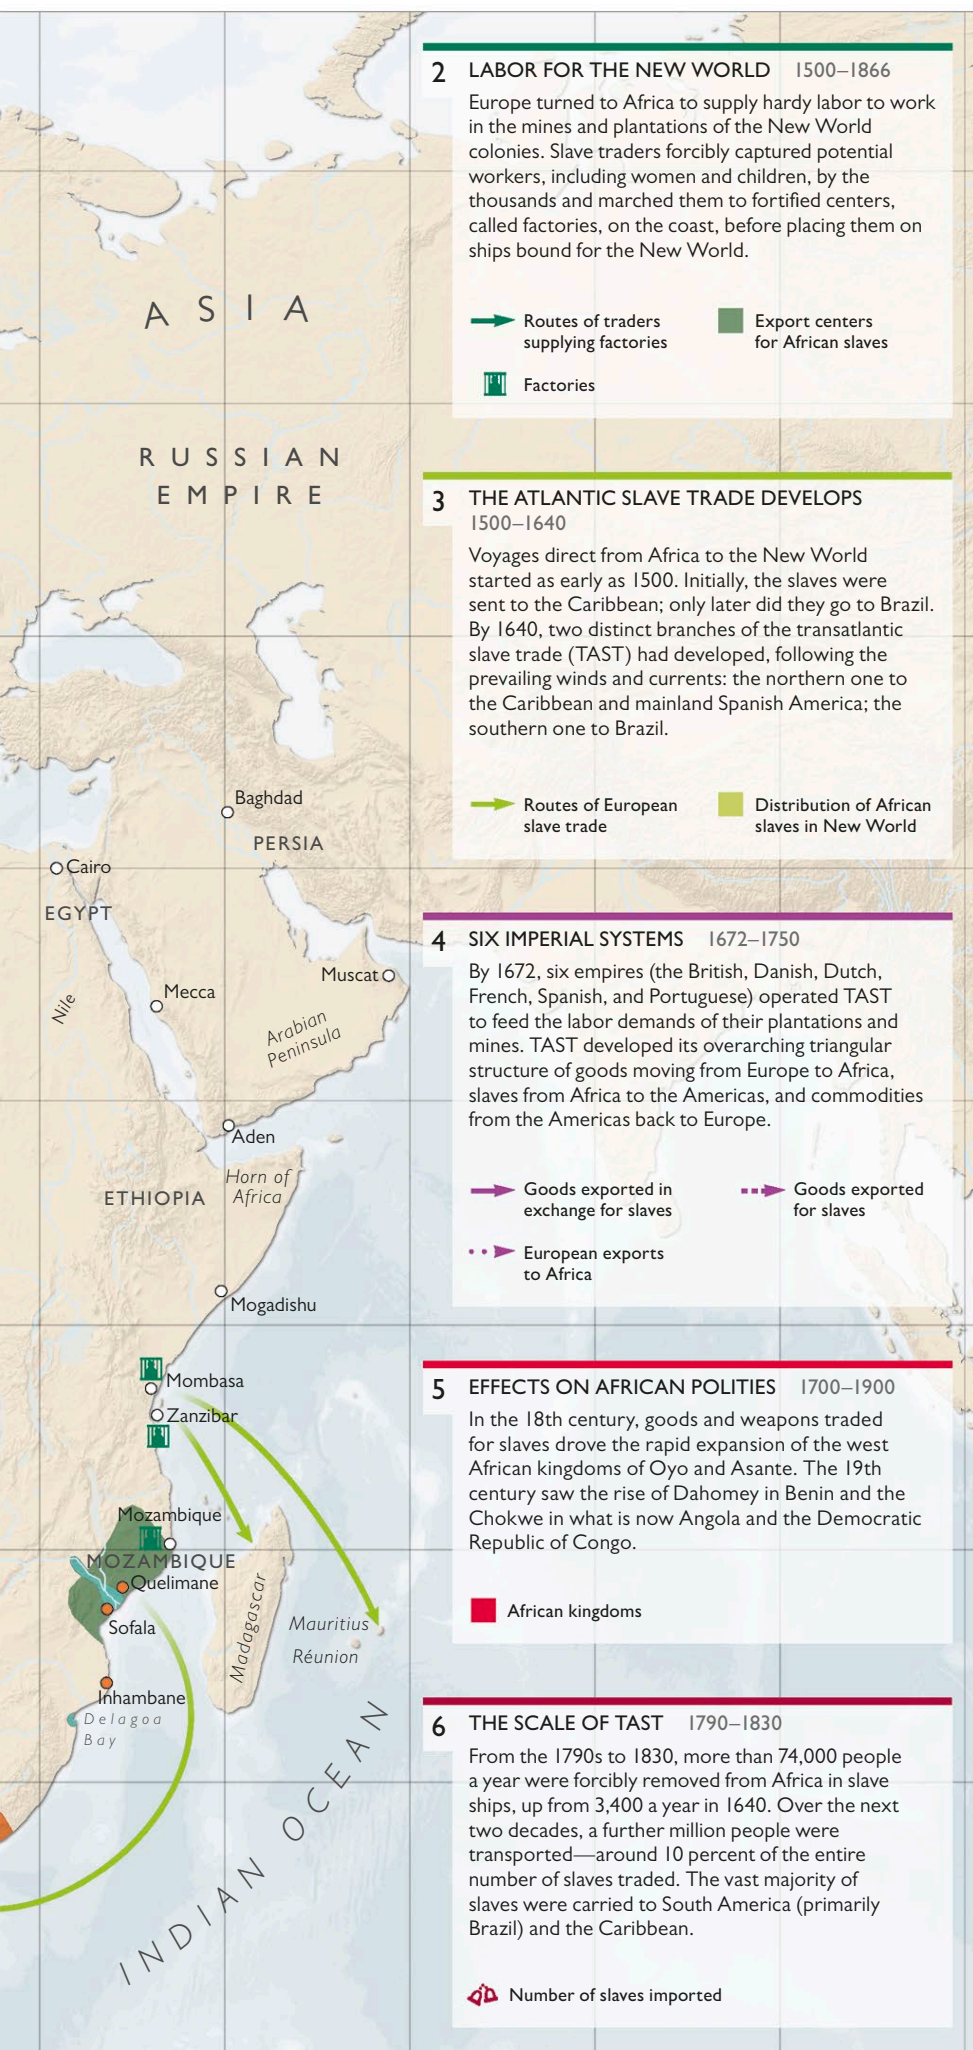 2 LABOR FOR THE NEW WORLD 1500–1866
Europe turned to Africa to supply hardy labor to work
in the mines and plantations of the New World
colonies. Slave traders forcibly captured potential
workers, including women and children, by the
thousands and marched them to fortified centers,
called factories, on the coast, before placing them on
ships bound for the New World.
Routes of traders
supplying factories
Export centers
for African slaves
Factories
3 THE ATLANTIC SLAVE TRADE DEVELOPS
1500–1640
Voyages direct from Africa to the New World
started as early as 1500. Initially, the slaves were
sent to the Caribbean; only later did they go to Brazil.
By 1640, two distinct branches of the transatlantic
slave trade (TAST) had developed, following the
prevailing winds and currents: the northern one to
the Caribbean and mainland Spanish America; the
southern one to Brazil.
Routes of European
slave trade
Distribution of African
slaves in New World
4 SIX IMPERIAL SYSTEMS 1672–1750
By 1672, six empires (the British, Danish, Dutch,
French, Spanish, and Portuguese) operated TAST
to feed the labor demands of their plantations and
mines. TAST developed its overarching triangular
structure of goods moving from Europe to Africa,
slaves from Africa to the Americas, and commodities
from the Americas back to Europe.
Goods exported in
exchange for slaves
Goods exported
for slaves
European exports
to Africa
5 EFFECTS ON AFRICAN POLITIES 1700–1900
In the 18th century, goods and weapons traded
for slaves drove the rapid expansion of the west
African kingdoms of Oyo and Asante. The 19th
century saw the rise of Dahomey in Benin and the
Chokwe in what is now Angola and the Democratic
Republic of Congo.
African kingdoms
6 THE SCALE OF TAST 1790–1830
From the 1790s to 1830, more than 74,000 people
a year were forcibly removed from Africa in slave
ships, up from 3,400 a year in 1640. Over the next
two decades, a further million people were
transported—around 10 percent of the entire
number of slaves traded. The vast majority of
slaves were carried to South America (primarily
Brazil) and the Caribbean.
Number of slaves imported
ASIA
RUSSIAN
EMPIRE
Baghdad
PERSIA
Cairo
EGYPT
Muscat
Mecca
Nile
Arabian
Peninsula
Aden
Horn of
Africa
ETHIOPIA
Mogadishu
Mombasa
Zanzibar
Mozambique
MOZAMBIQUE
Quelimane
Sofala
Madagascar
Mauritius
Réunion
Inhambane
Delagoa
Bay
INDIAN OCEAN